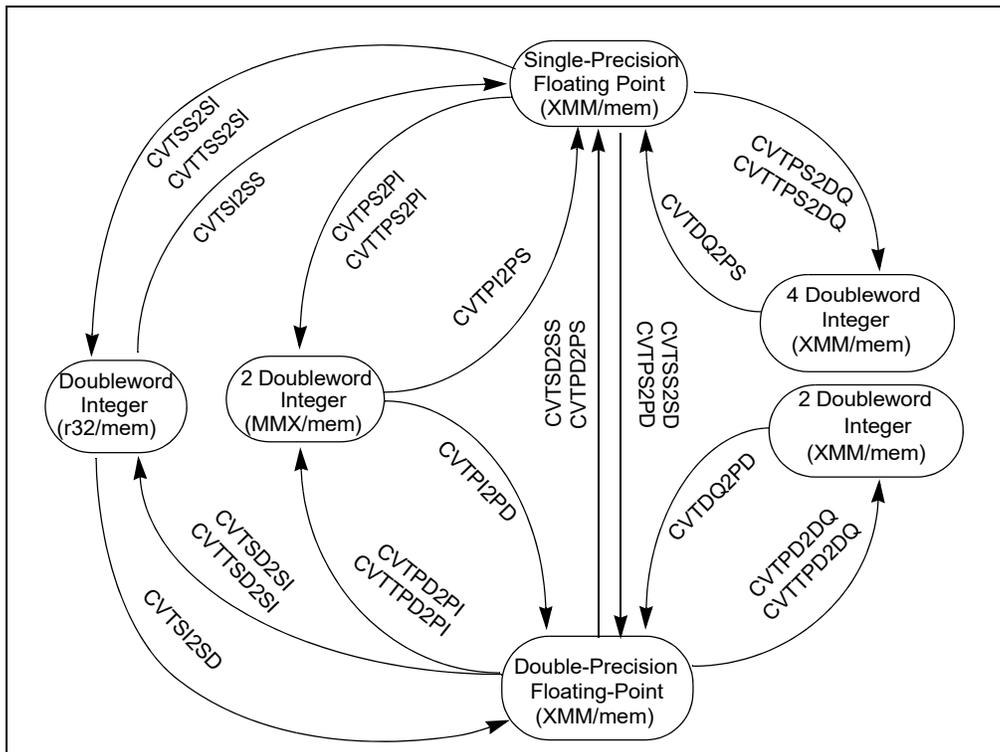 Single-Precision
Floating Point
(XMM/mem)
CVTSS2SI
CVTTSS2SI
CVTSI2SS
CVTPS2PI
CVTTPS2PI
CVTPI2PS
CVTPS2DQ
CVTTPS2DQ
CVTDQ2PS
4 Doubleword
Integer
(XMM/mem)
CVTSD2SS
CVTPD2PS
CVTSS2SD
CVTPS2PD
Doubleword
Integer
(r32/mem)
2 Doubleword
Integer
(MMX/mem)
2 Doubleword
Integer
(XMM/mem)
CVTPI2PD
CVTDQ2PD
CVTSD2SI
CVTTSD2SI
CVTPD2PI
CVTTPD2PI
CVTPD2DQ
CVTTPD2DQ
CVTSI2SD
Double-Precision
Floating-Point
(XMM/mem)